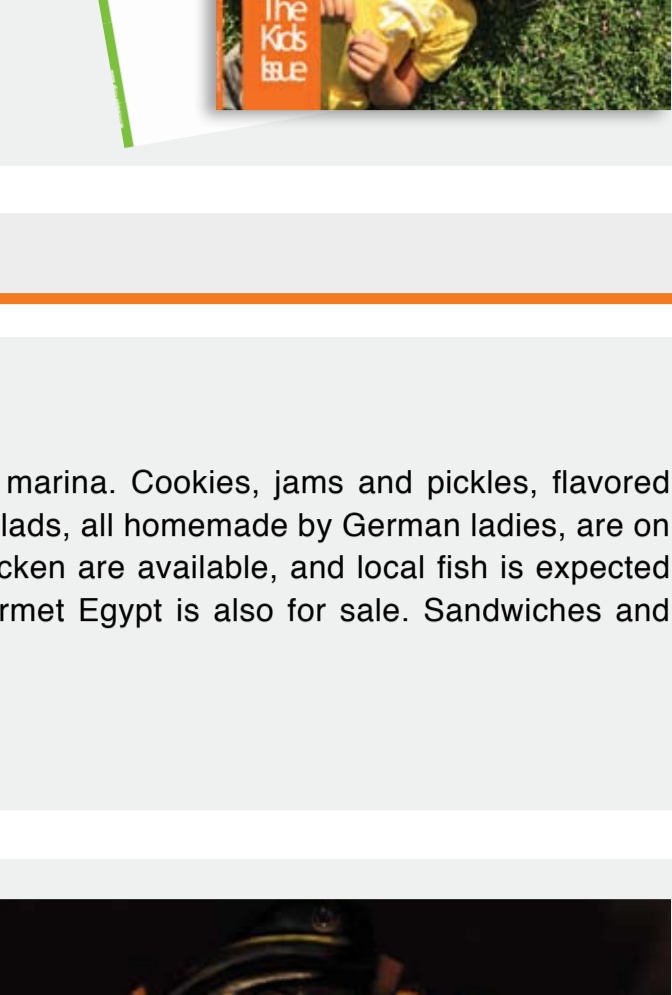 The
Kids
Issue
marina. Cookies, jams and pickles, flavored
lads, all homemade by German ladies, are on
cken are available, and local fish is expected
rmet Egypt is also for sale. Sandwiches and